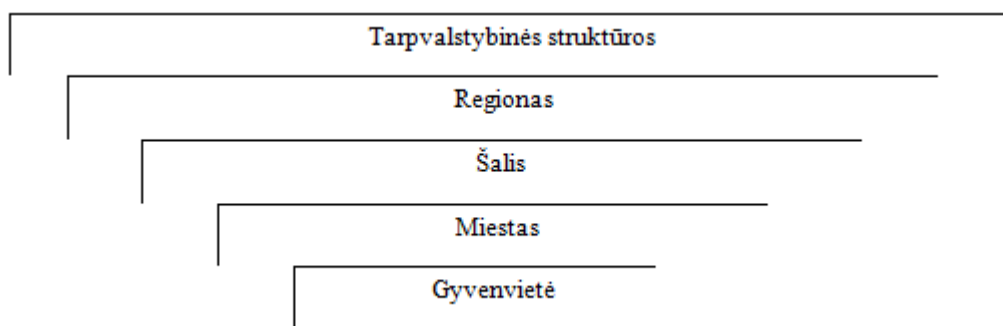 Tarpvalstybinės struktūros
Regionas
Šalis
Miestas
Gyvenvietė